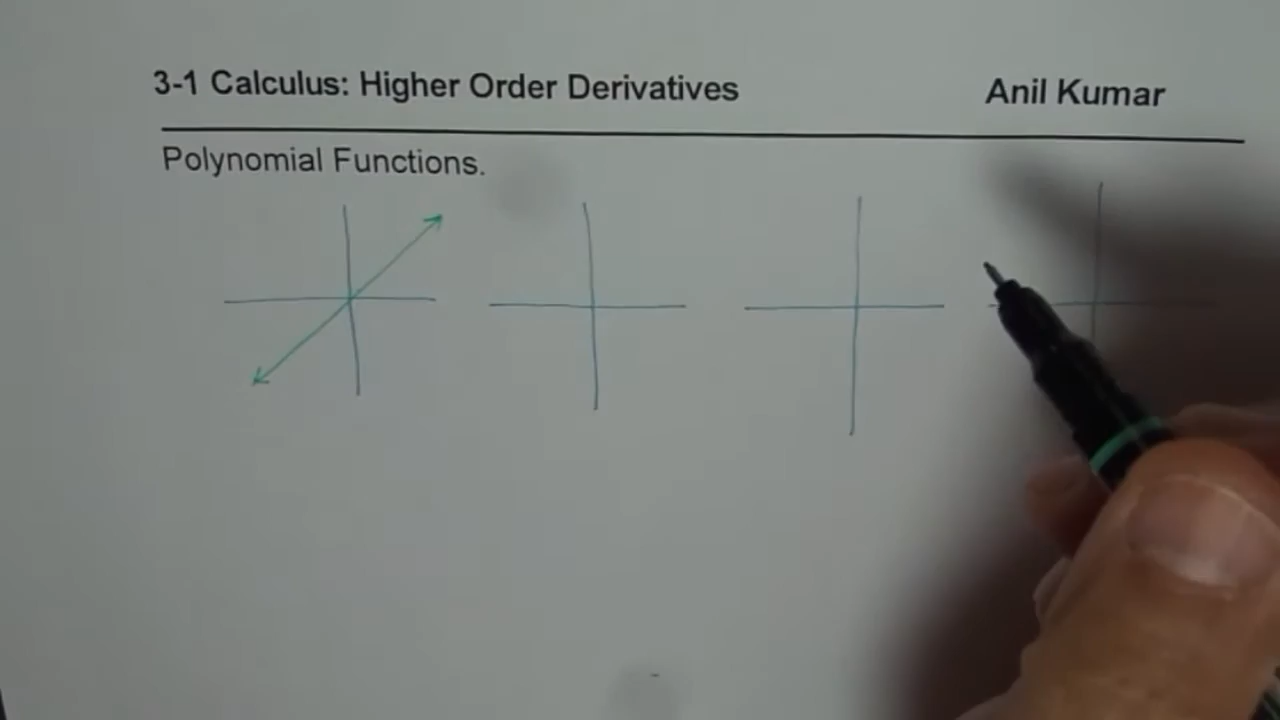 3-1 Calculus: Higher Order Derivatives Anil Kumar
Polynomial Functions.